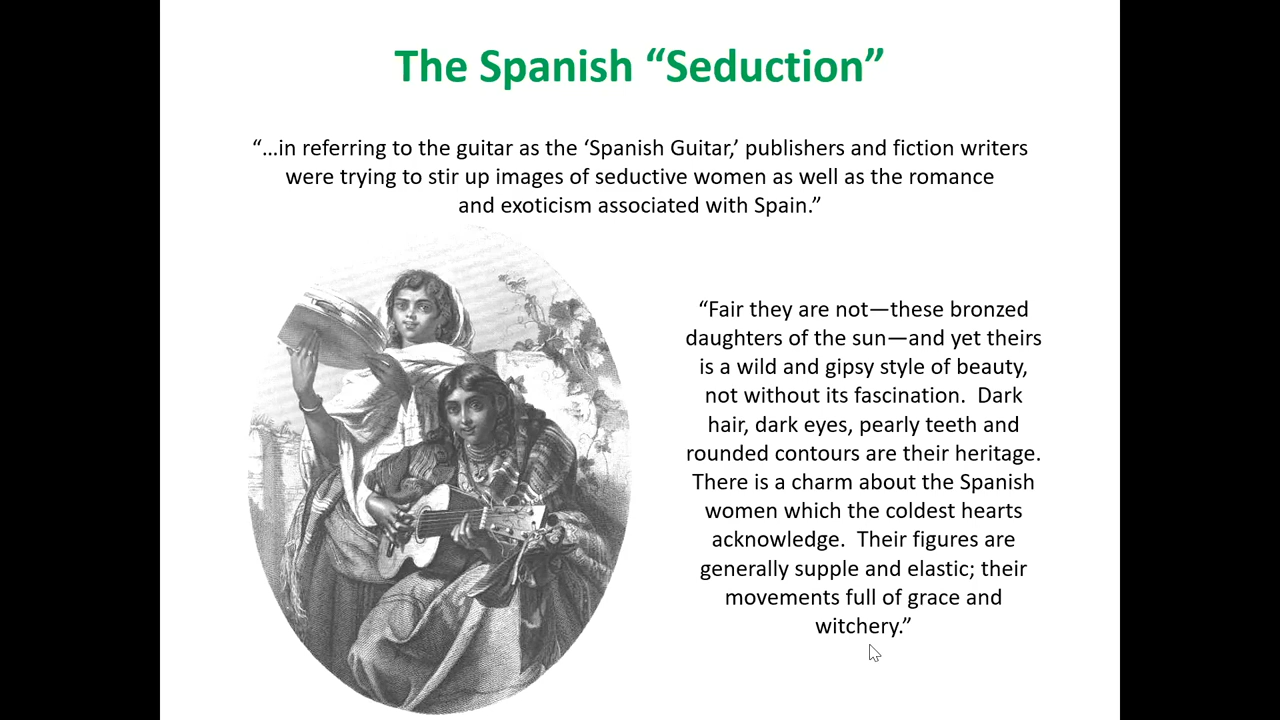 The Spanish “Seduction”
“…in referring to the guitar as the ‘Spanish Guitar,’ publishers and fiction writers
were trying to stir up images of seductive women as well as the romance
and exoticism associated with Spain.”
“Fair they are not—these bronzed
daughters of the sun—and yet theirs
is a wild and gipsy style of beauty,
not without its fascination.  Dark
hair, dark eyes, pearly teeth and
rounded contours are their heritage.
There is a charm about the Spanish
women which the coldest hearts
acknowledge.  Their figures are
generally supple and elastic; their
movements full of grace and
witchery.”